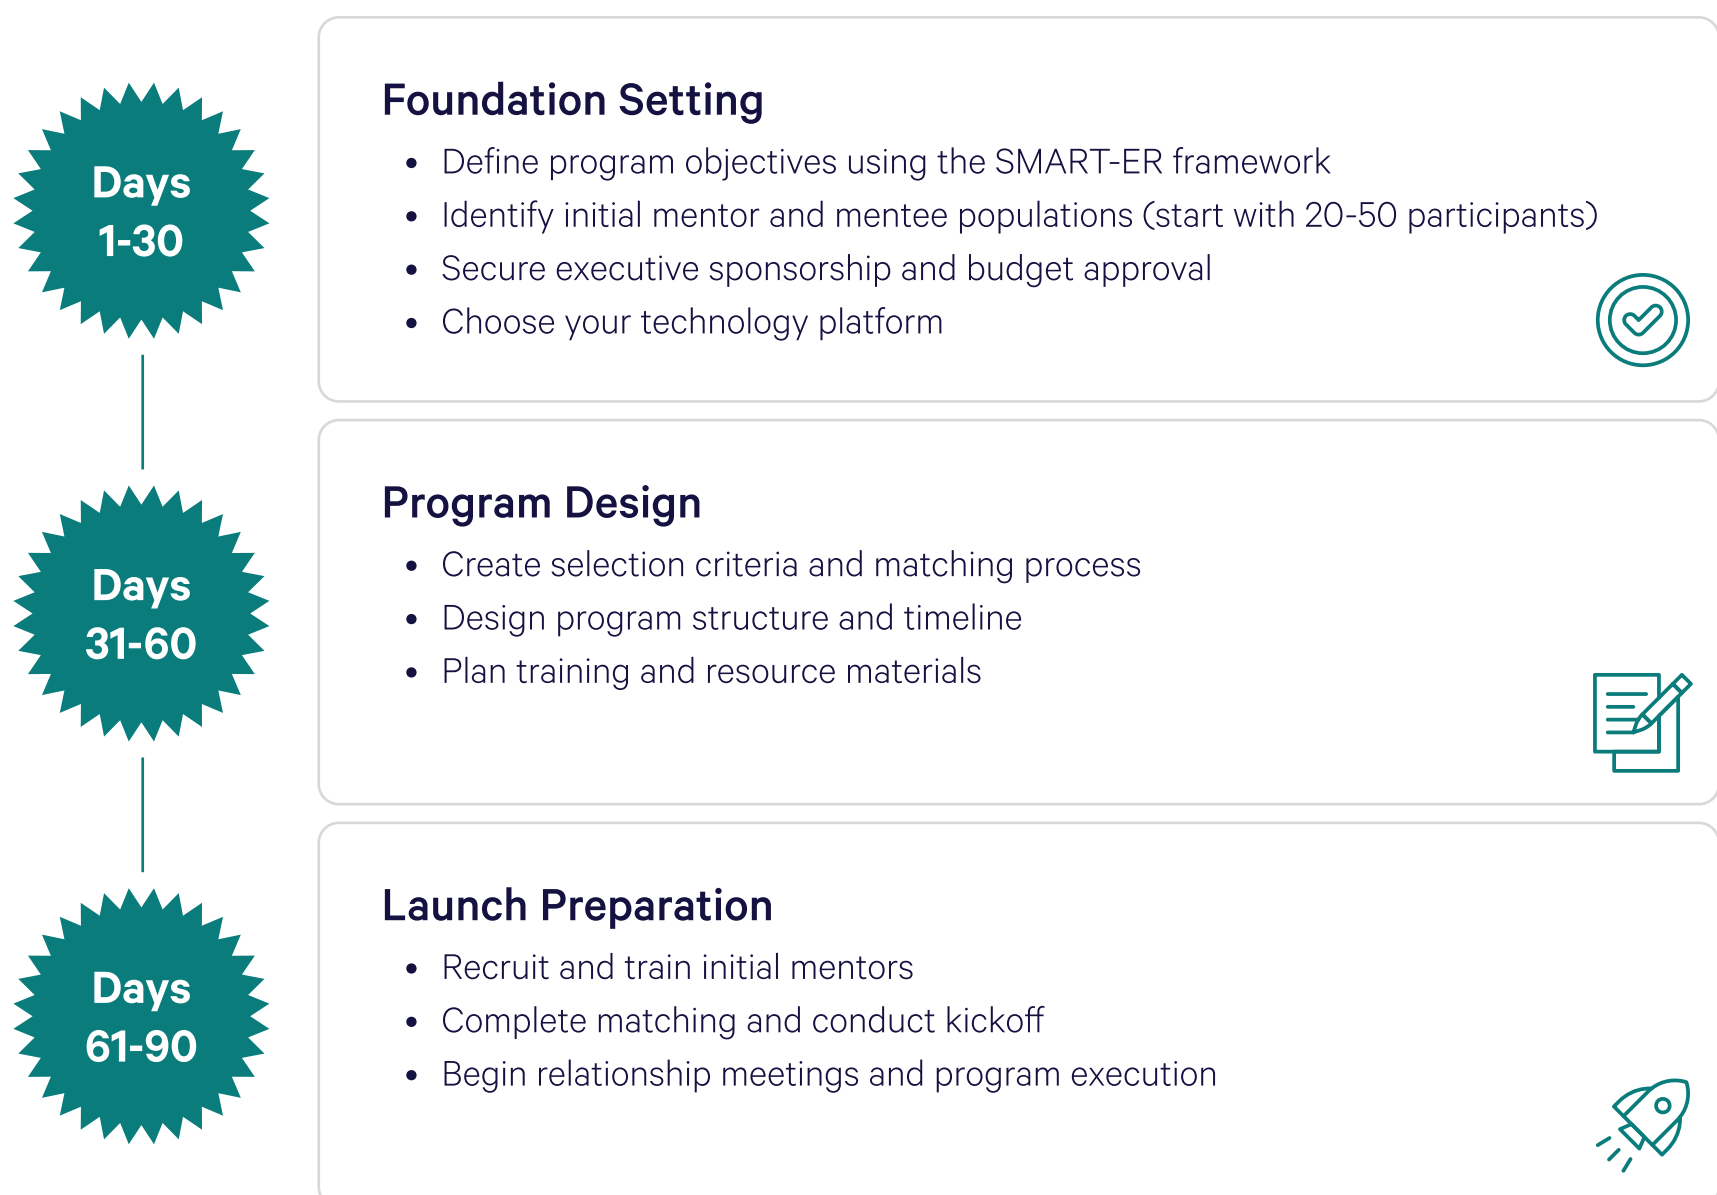 Days
1-30
Foundation Setting
• Define program objectives using the SMART-ER framework
• Identify initial mentor and mentee populations (start with 20-50 participants)
• Secure executive sponsorship and budget approval
• Choose your technology platform
Days
31-60
Program Design
• Create selection criteria and matching process
• Design program structure and timeline
• Plan training and resource materials
Days
61-90
Launch Preparation
• Recruit and train initial mentors
• Complete matching and conduct kickoff
• Begin relationship meetings and program execution